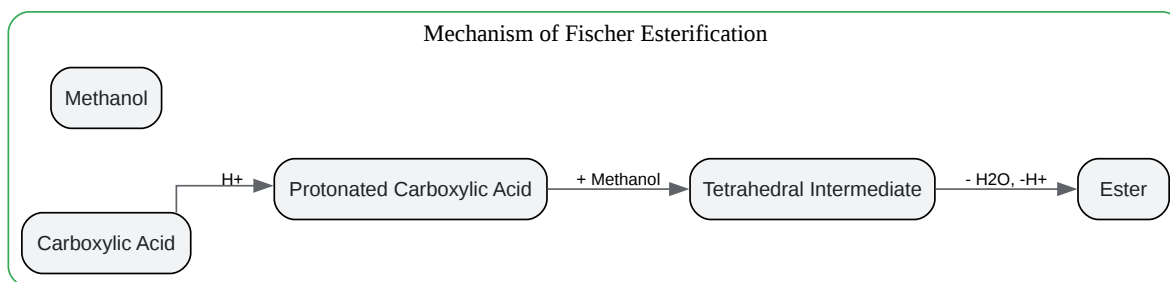 Mechanism of Fischer Esterification
Methanol
H+
Protonated Carboxylic Acid
+ Methanol
Tetrahedral Intermediate
- H2O, -H+
Ester
Carboxylic Acid